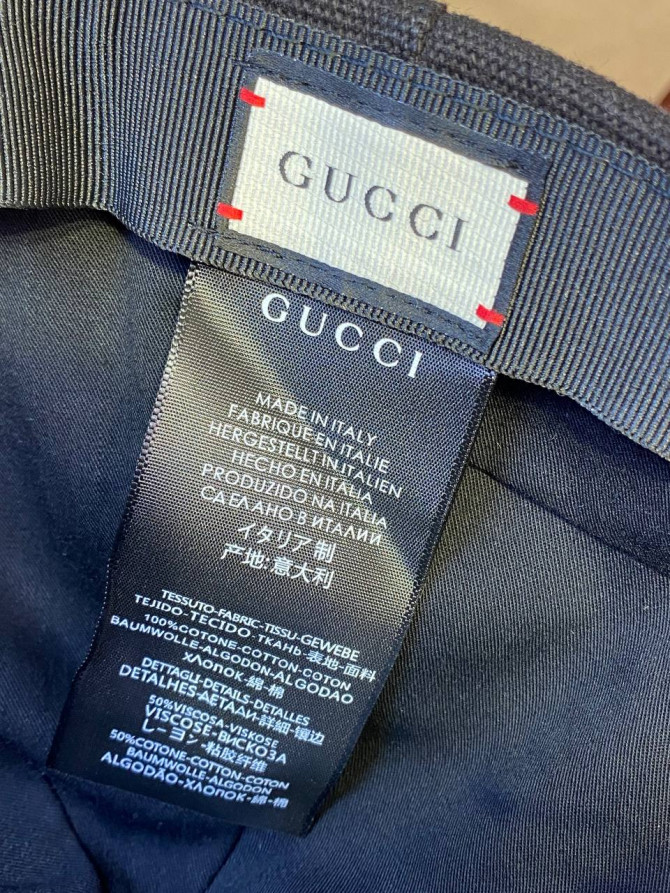 GUCCI
GUCCI
MADE IN ITALY
FABRIQUÉ EN ITALIE
HERGESTELLT IN ITALIEN
HECHO EN ITALIA
PRODUZIDO NA ITALIA
СДЕЛАНО В ИТАЛИИ
イタリア制
产地:意大利
TESSUTO-FABRIC-TISSU-GEWEBE
TEJIDO-TECIDO-ТКАНЬ-表地-面料
100%COTONE-COTTON-COTON
BAUMWOLLE-ALGODON-ALGODAO
ХЛОПОК-綿-棉
DETTAGLI-DETAILS-DETALLES
DETALHES-ДЕТАЛИ-詳細-镶边
50%VISCOSA-VISKOSE
VISCOSE-ВИСКОЗА
レーヨン-粘胶纤维
50%COTONE-COTTON-COTON
BAUMWOLLE-ALGODON
ALGODÃO-ХЛОПОК-綿-棉